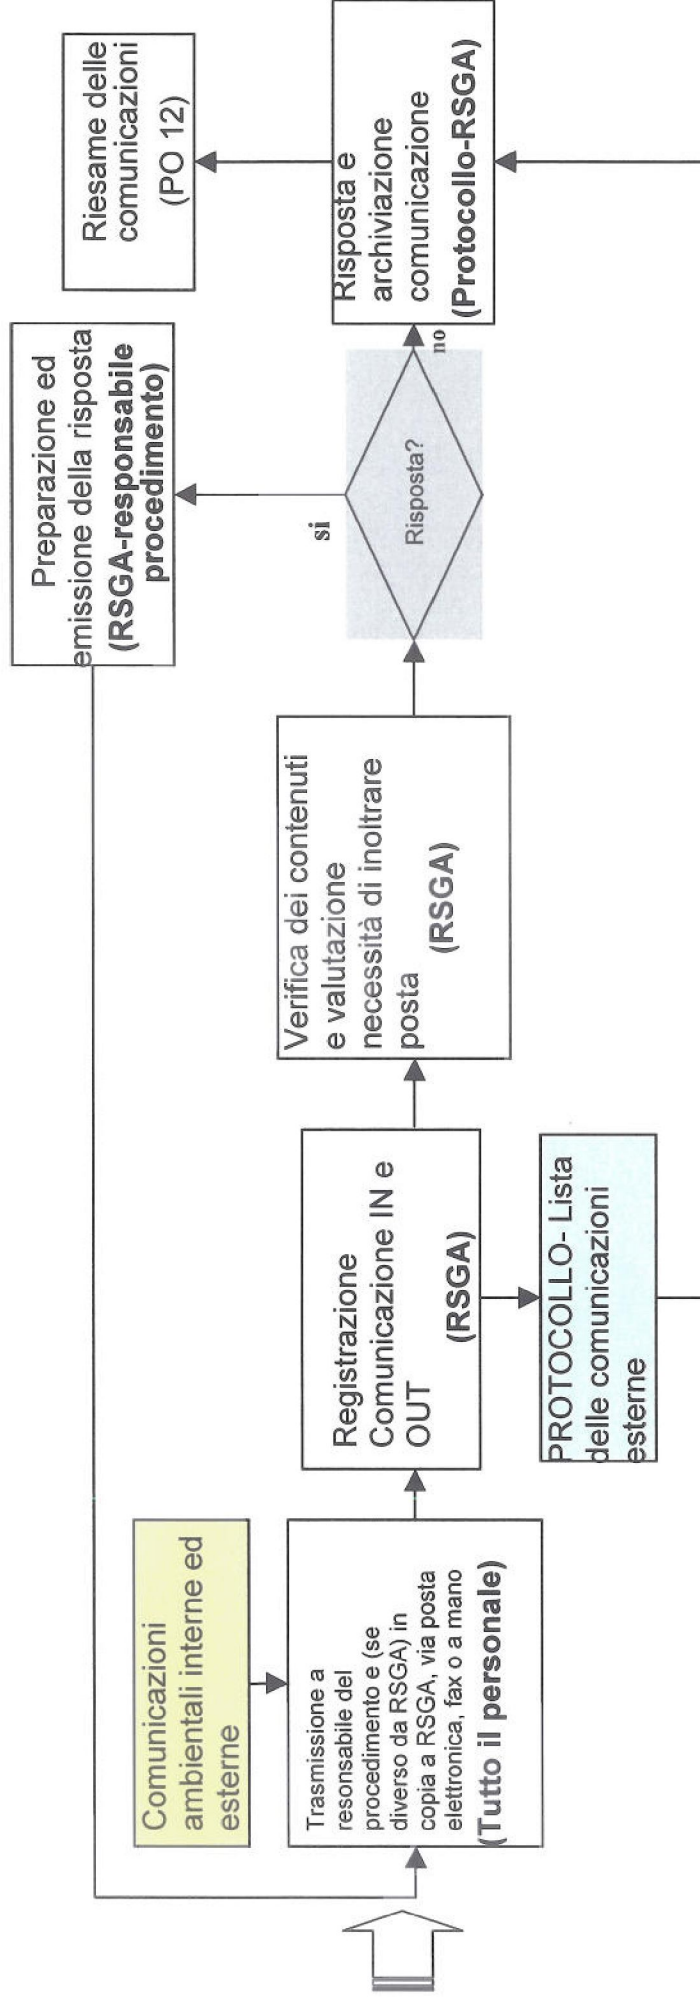 Comunicazioni
ambientali interne ed
esterne
Trasmissione a
resonsabile del
procedimento e (se
diverso da RSGA) in
copia a RSGA, via posta
elettronica, fax o a mano
(Tutto il personale)
Registrazione
Comunicazione IN e
OUT
(RSGA)
PROTOCOLLO- Lista
delle comunicazioni
esterne
Verifica dei contenuti
e valutazione
necessità di inoltrare
posta
(RSGA)
Risposta?
si
no
Preparazione ed
emissione della risposta
(RSGA-responsabile
procedimento)
Risposta e
archiviazione
comunicazione
(Protocollo-RSGA)
Riesame delle
comunicazioni
(PO 12)